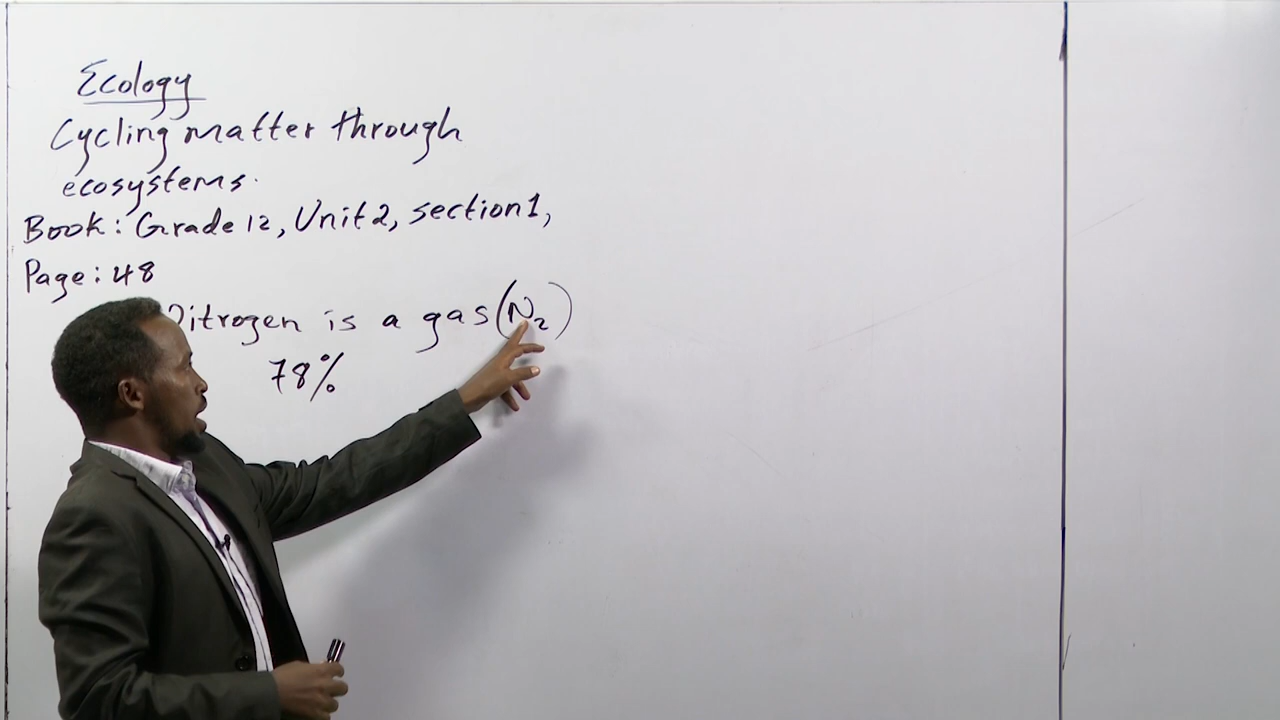 Ecology
Cycling matter through
ecosystems.
Book: Grade 12, Unit 2, section 1,
Page: 48
Nitrogen is a gas (N₂)
78%